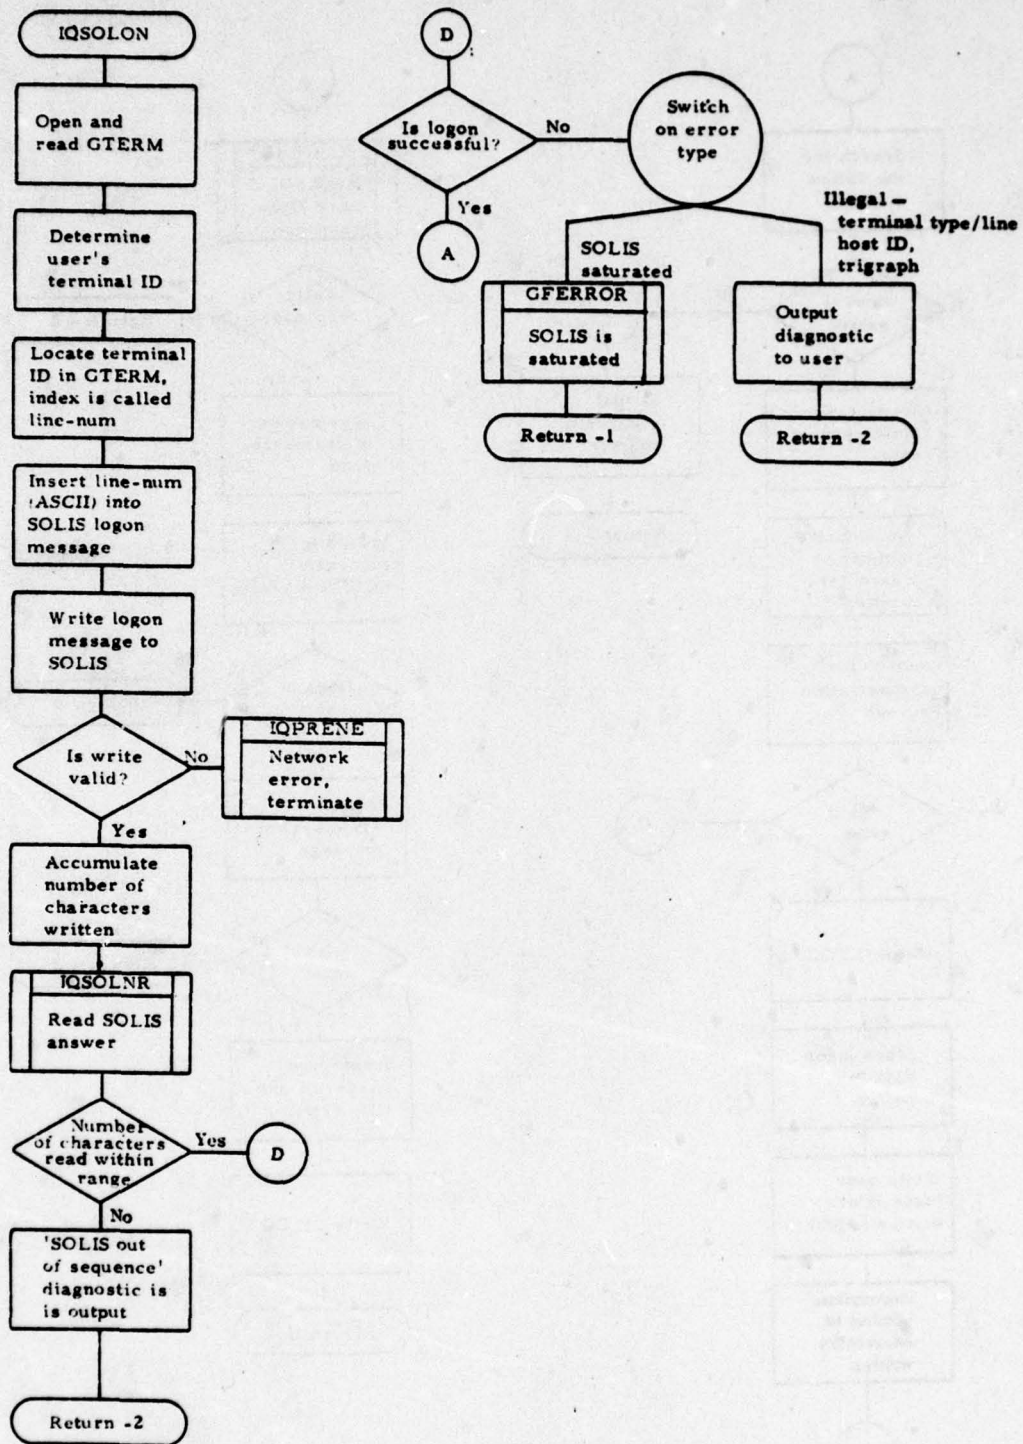 IQSOLON
Open and
read GTERM
Determine
user's
terminal ID
Locate terminal
ID in GTERM,
index is called
line-num
Insert line-num
(ASCII) into
SOLIS logon
message
Write logon
message to
SOLIS
Is write
valid?
No
IQPRENE
Network
error,
terminate
Yes
Accumulate
number of
characters
written
IQSOLNR
Read SOLIS
answer
Number
of characters
read within
range
Yes
D
No
'SOLIS out
of sequence'
diagnostic is
is output
Return -2
D
Is logon
successful?
No
Switch
on error
type
Yes
A
SOLIS
saturated
Illegal —
terminal type/line
host ID,
trigraph
GFERROR
SOLIS is
saturated
Output
diagnostic
to user
Return -1
Return -2